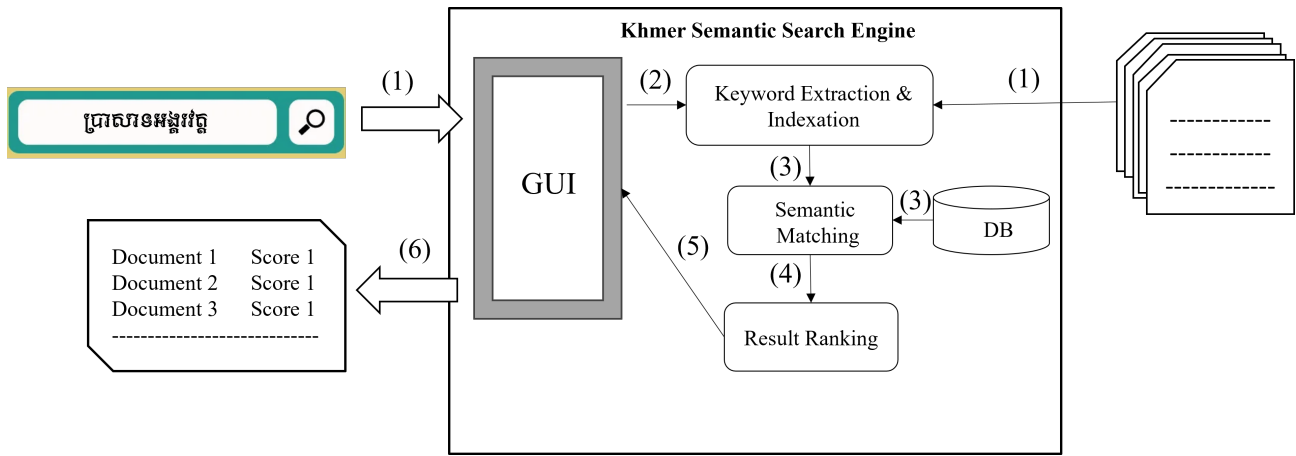 Khmer Semantic Search Engine
ប្រាសាទអង្គរវត្ត
(1)
GUI
(2)
Keyword Extraction &
Indexation
(1)
(3)
Semantic
Matching
(3)
DB
(4)
Result Ranking
(5)
(6)
Document 1 Score 1
Document 2 Score 1
Document 3 Score 1